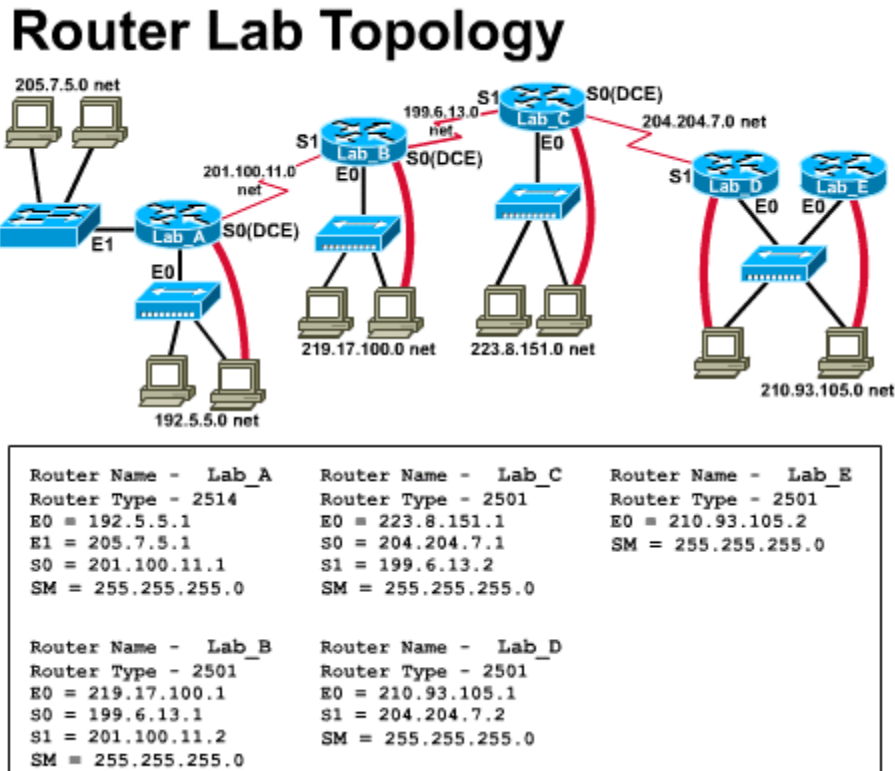 Router Lab Topology
205.7.5.0 net
S1
S0(DCE)
199.6.13.0
net
Lab_C
204.204.7.0 net
S1
Lab_B
S0(DCE)
E0
E0
201.100.11.0
net
S1
Lab_D
Lab_E
E0
E0
Lab_A
S0(DCE)
E1
E0
219.17.100.0 net
223.8.151.0 net
210.93.105.0 net
192.5.5.0 net
Router Name - Lab_A
Router Type - 2514
E0 = 192.5.5.1
E1 = 205.7.5.1
S0 = 201.100.11.1
SM = 255.255.255.0
Router Name - Lab_C
Router Type - 2501
E0 = 223.8.151.1
S0 = 204.204.7.1
S1 = 199.6.13.2
SM = 255.255.255.0
Router Name - Lab_E
Router Type - 2501
E0 = 210.93.105.2
SM = 255.255.255.0
Router Name - Lab_B
Router Type - 2501
E0 = 219.17.100.1
S0 = 199.6.13.1
S1 = 201.100.11.2
SM = 255.255.255.0
Router Name - Lab_D
Router Type - 2501
E0 = 210.93.105.1
S1 = 204.204.7.2
SM = 255.255.255.0